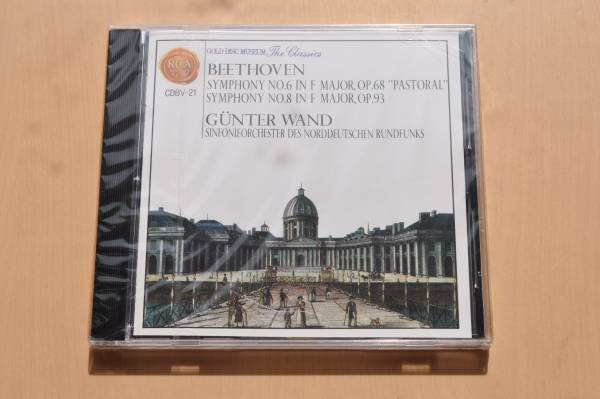 GOLD DISC MUSEUM The Classics
RCA
CDBV-21
BEETHOVEN
SYMPHONY NO.6 IN F MAJOR, OP.68 "PASTORAL"
SYMPHONY NO.8 IN F MAJOR, OP.93
GÜNTER WAND
SINFONIEORCHESTER DES NORDDEUTSCHEN RUNDFUNKS